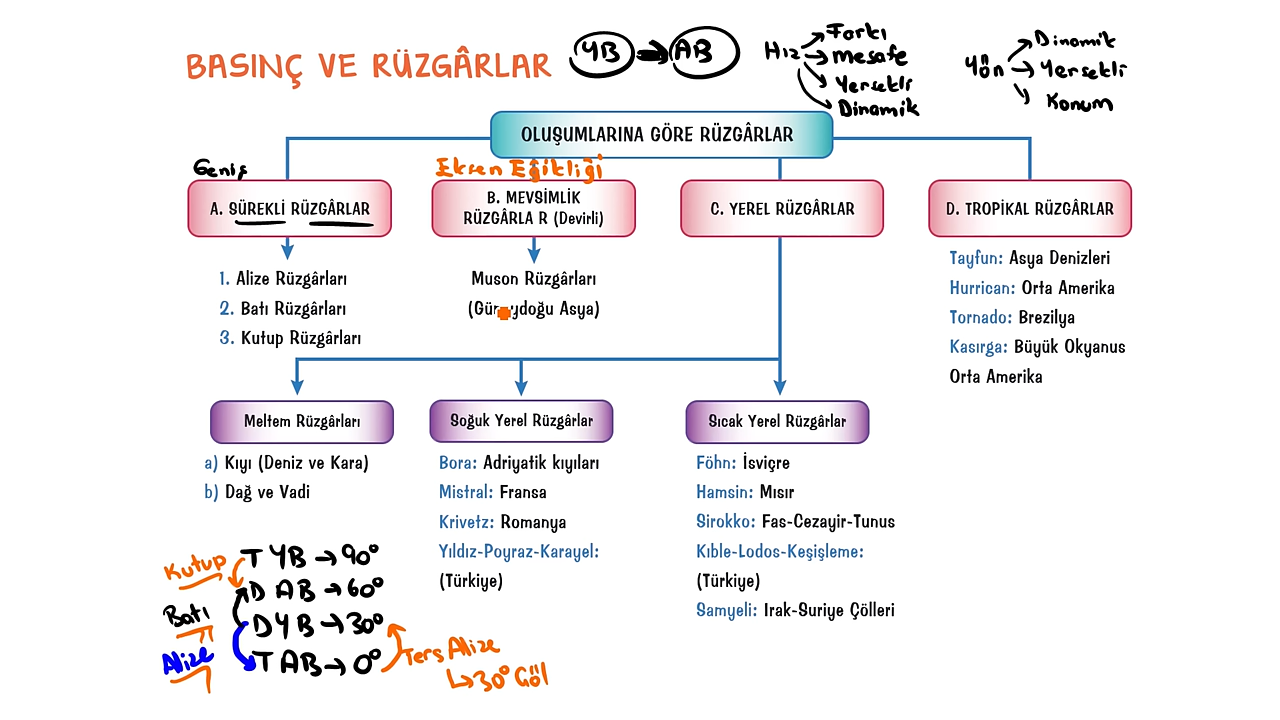 BASINÇ VE RÜZGÂRLAR
YB → AB
Hız → Farkı
→ mesafe
→ Yerşekli
→ Dinamik
Yön → Dinamik
→ Yerşekli
→ Konum
OLUŞUMLARINA GÖRE RÜZGÂRLAR
Geniş
A. SÜREKLİ RÜZGÂRLAR
1. Alize Rüzgârları
2. Batı Rüzgârları
3. Kutup Rüzgârları
Eksen Eğikliği
B. MEVSİMLİK
RÜZGÂRLA R (Devirli)
Muson Rüzgârları
(Güneydoğu Asya)
C. YEREL RÜZGÂRLAR
D. TROPİKAL RÜZGÂRLAR
Tayfun: Asya Denizleri
Hurrican: Orta Amerika
Tornado: Brezilya
Kasırga: Büyük Okyanus
Orta Amerika
Meltem Rüzgârları
a) Kıyı (Deniz ve Kara)
b) Dağ ve Vadi
Soğuk Yerel Rüzgârlar
Bora: Adriyatik kıyıları
Mistral: Fransa
Krivetz: Romanya
Yıldız-Poyraz-Karayel:
(Türkiye)
Sıcak Yerel Rüzgârlar
Föhn: İsviçre
Hamsin: Mısır
Sirokko: Fas-Cezayir-Tunus
Kıble-Lodos-Keşişleme:
(Türkiye)
Samyeli: Irak-Suriye Çölleri
Kutup
Batı
Alize
TYB → 90°
DAB → 60°
DYB → 30°
TAB → 0°
Ters Alize
↳ 30° Çöl